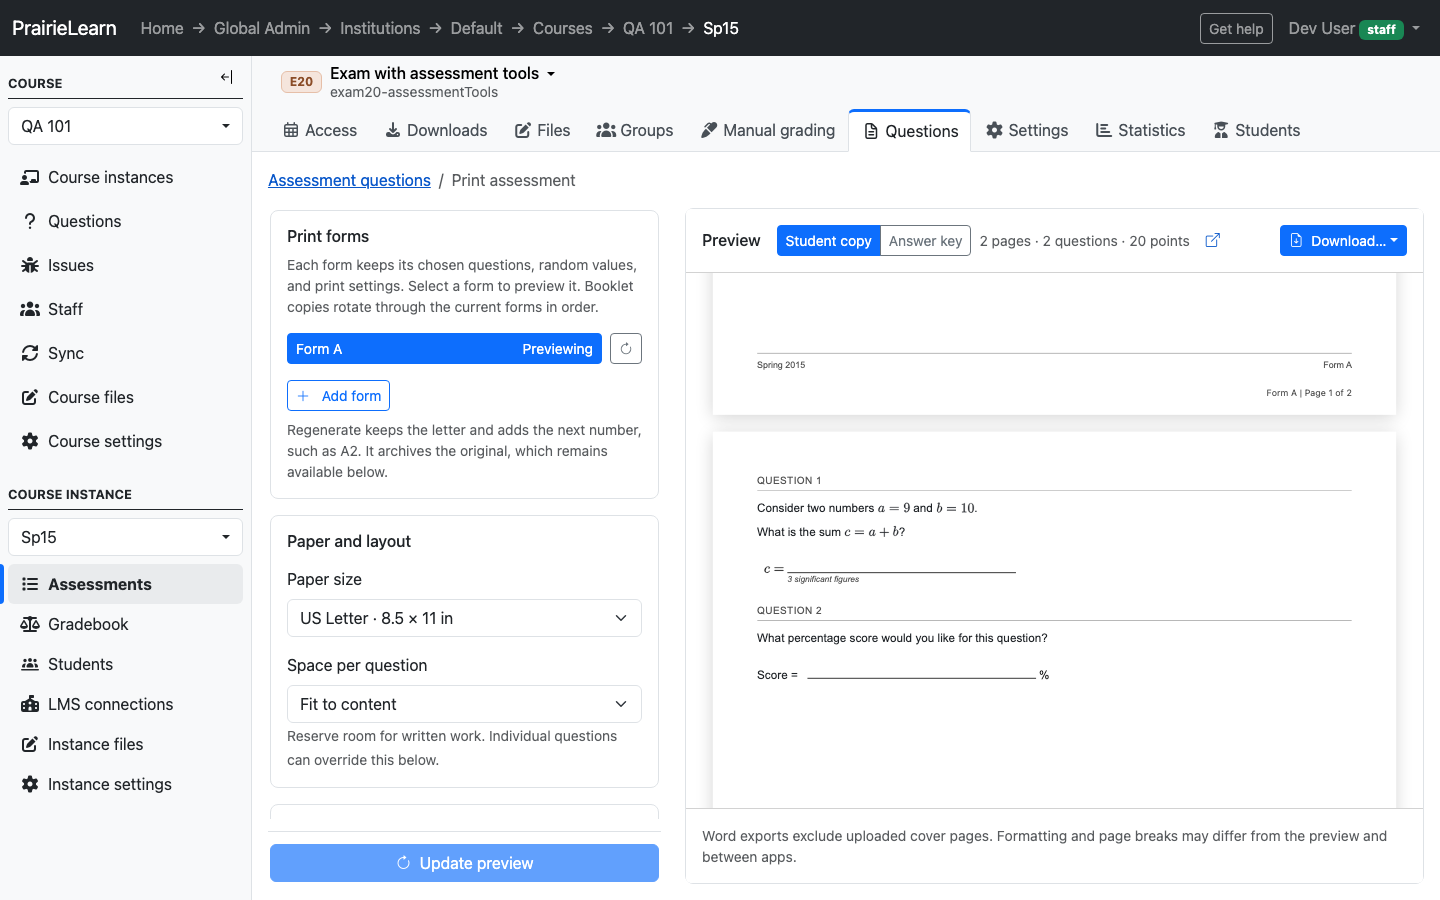 PrairieLearn Home → Global Admin → Institutions → Default → Courses → QA 101 → Sp15 Get help Dev User staff
COURSE
QA 101
Course instances
Questions
Issues
Staff
Sync
Course files
Course settings
COURSE INSTANCE
Sp15
Assessments
Gradebook
Students
LMS connections
Instance files
Instance settings
E20 Exam with assessment tools
exam20-assessmentTools
Access Downloads Files Groups Manual grading Questions Settings Statistics Students
Assessment questions / Print assessment
Print forms
Each form keeps its chosen questions, random values,
and print settings. Select a form to preview it. Booklet
copies rotate through the current forms in order.
Form A Previewing
+ Add form
Regenerate keeps the letter and adds the next number,
such as A2. It archives the original, which remains
available below.
Paper and layout
Paper size
US Letter · 8.5 × 11 in
Space per question
Fit to content
Reserve room for written work. Individual questions
can override this below.
Update preview
Preview Student copy Answer key 2 pages · 2 questions · 20 points Download...
Spring 2015 Form A
Form A | Page 1 of 2
QUESTION 1
Consider two numbers a = 9 and b = 10.
What is the sum c = a + b?
c =
3 significant figures
QUESTION 2
What percentage score would you like for this question?
Score = %
Word exports exclude uploaded cover pages. Formatting and page breaks may differ from the preview and
between apps.